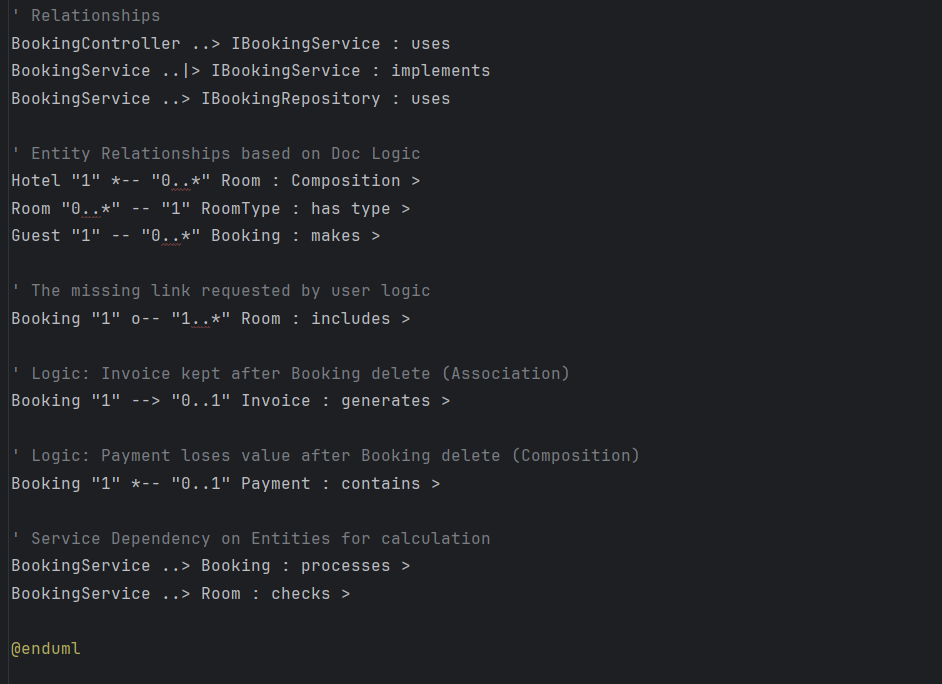 ' Relationships
BookingController ..> IBookingService : uses
BookingService ..|> IBookingService : implements
BookingService ..> IBookingRepository : uses
' Entity Relationships based on Doc Logic
Hotel "1" *-- "0..*" Room : Composition >
Room "0..*" -- "1" RoomType : has type >
Guest "1" -- "0..*" Booking : makes >
' The missing link requested by user logic
Booking "1" o-- "1..*" Room : includes >
' Logic: Invoice kept after Booking delete (Association)
Booking "1" --> "0..1" Invoice : generates >
' Logic: Payment loses value after Booking delete (Composition)
Booking "1" *-- "0..1" Payment : contains >
' Service Dependency on Entities for calculation
BookingService ..> Booking : processes >
BookingService ..> Room : checks >
@enduml